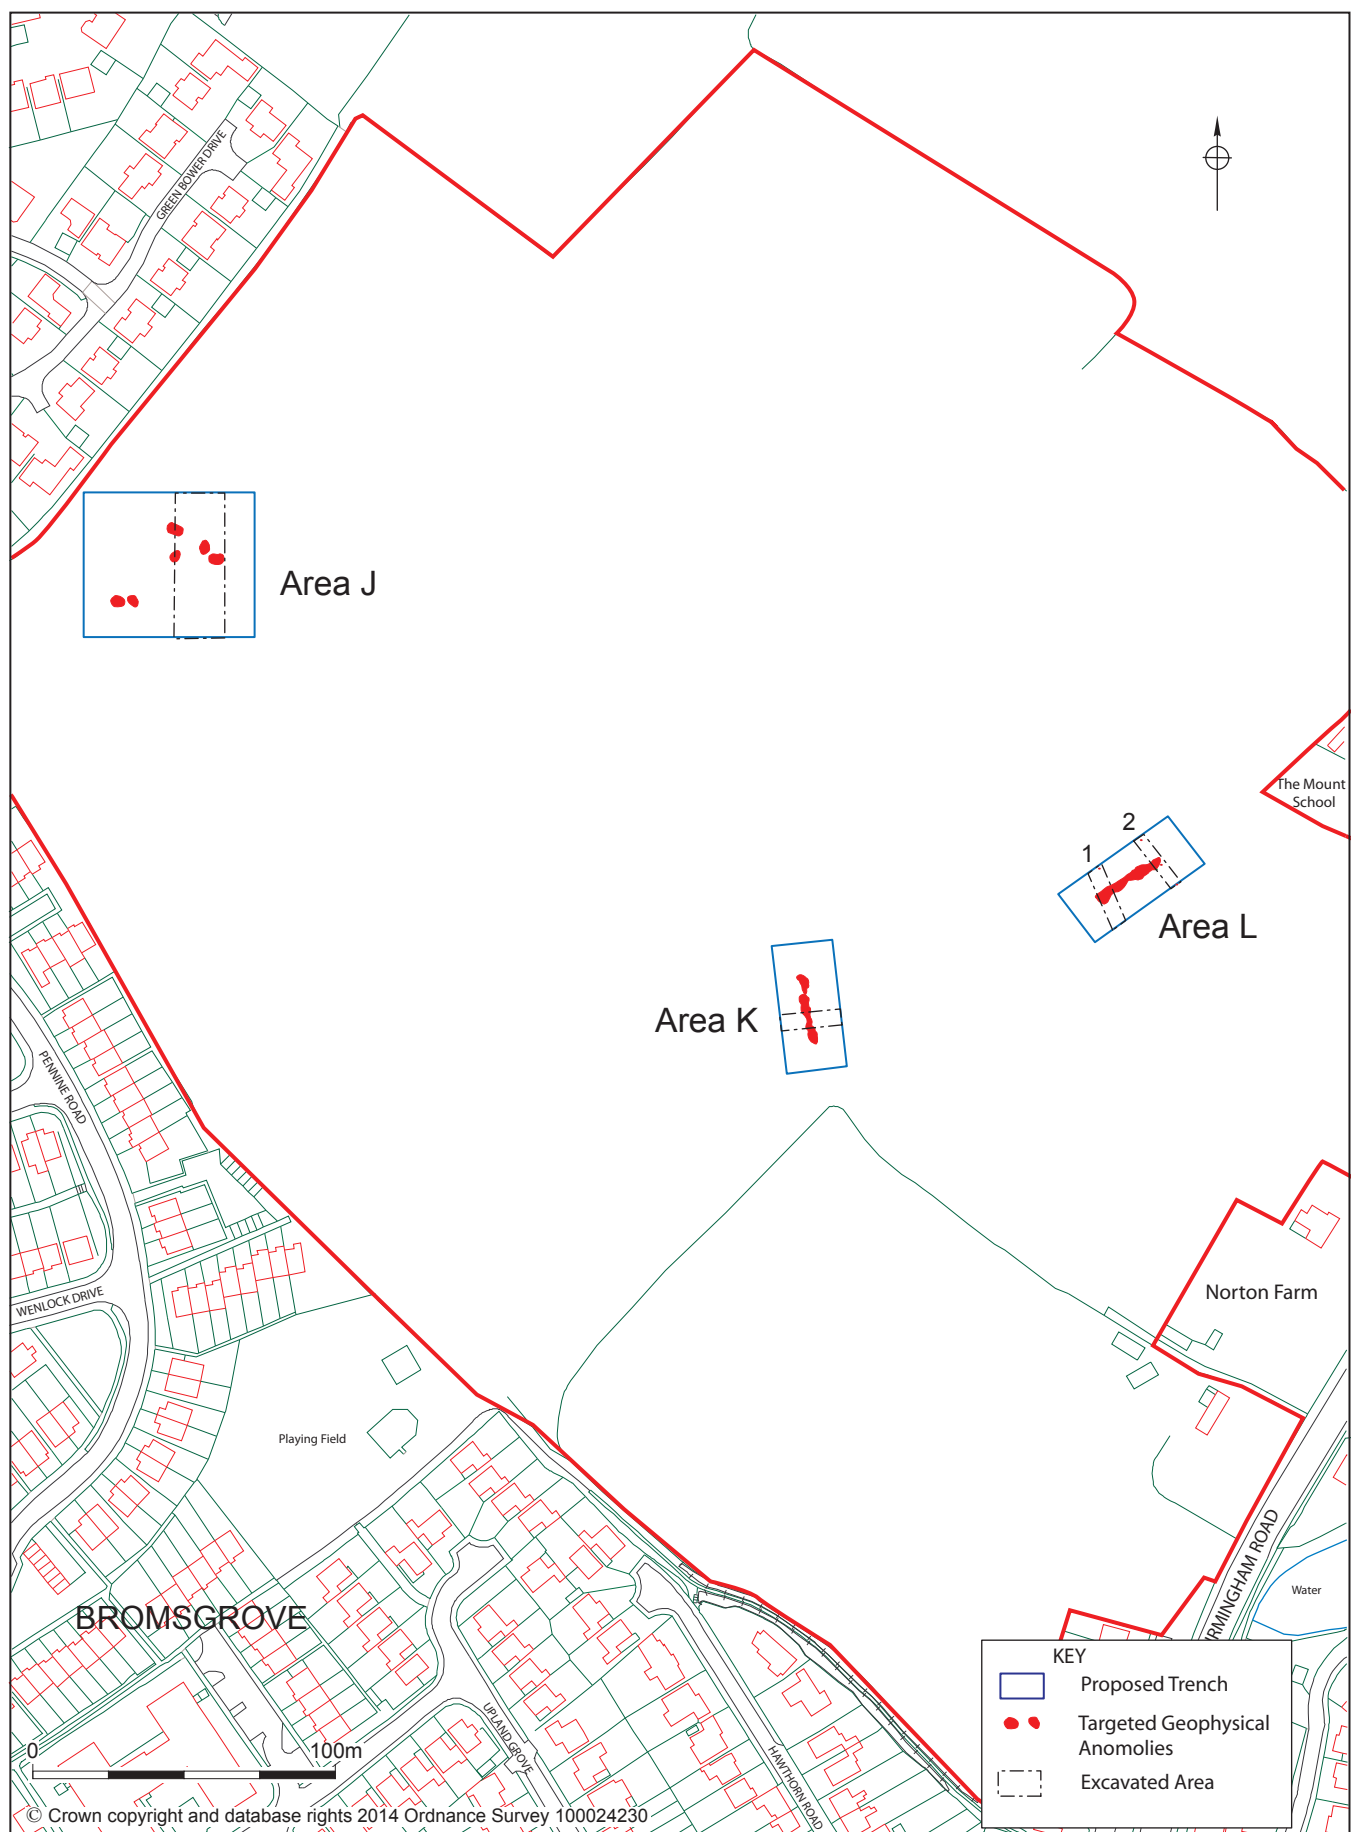 GREEN BOWER DRIVE
Area J
The Mount
School
2
1
Area L
Area K
PENNINE ROAD
WENLOCK DRIVE
Norton Farm
Playing Field
BROMSGROVE
IRMINGHAM ROAD
Water
UPLAND GROVE
HAWTHORN ROAD
KEY
Proposed Trench
Targeted Geophysical
Anomolies
Excavated Area
0 100m
© Crown copyright and database rights 2014 Ordnance Survey 100024230